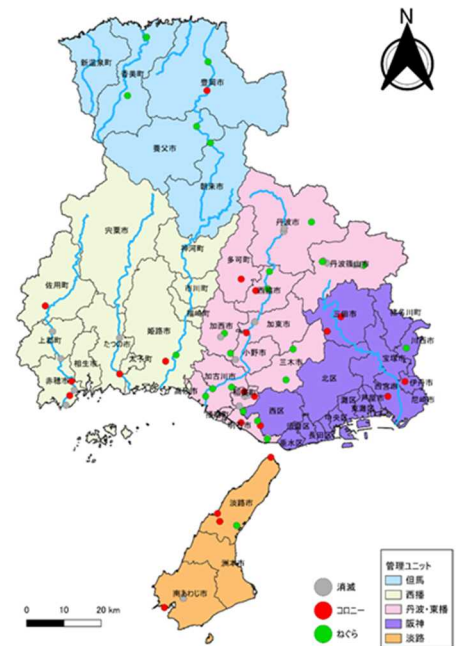 N
新温泉町
香美町
豊岡市
養父市
朝来市
宍粟市
神河町
丹波市
多可町
丹波篠山市
佐用町
市川町
西脇市
福崎町
猪名川町
三田市
上郡町
姫路市
加西市
加東市
川西市
たつの市
太子町
宝塚市
相生市
小野市
三木市
北区
赤穂市
西宮市
伊丹市
加古川市
芦屋市
尼崎市
高砂市
灘区
東灘区
西区
中央区
兵庫区
長田区
垂水区
淡路市
洲本市
南あわじ市
0 10 20 km
消滅
コロニー
ねぐら
管理ユニット
但馬
西播
丹波・東播
阪神
淡路